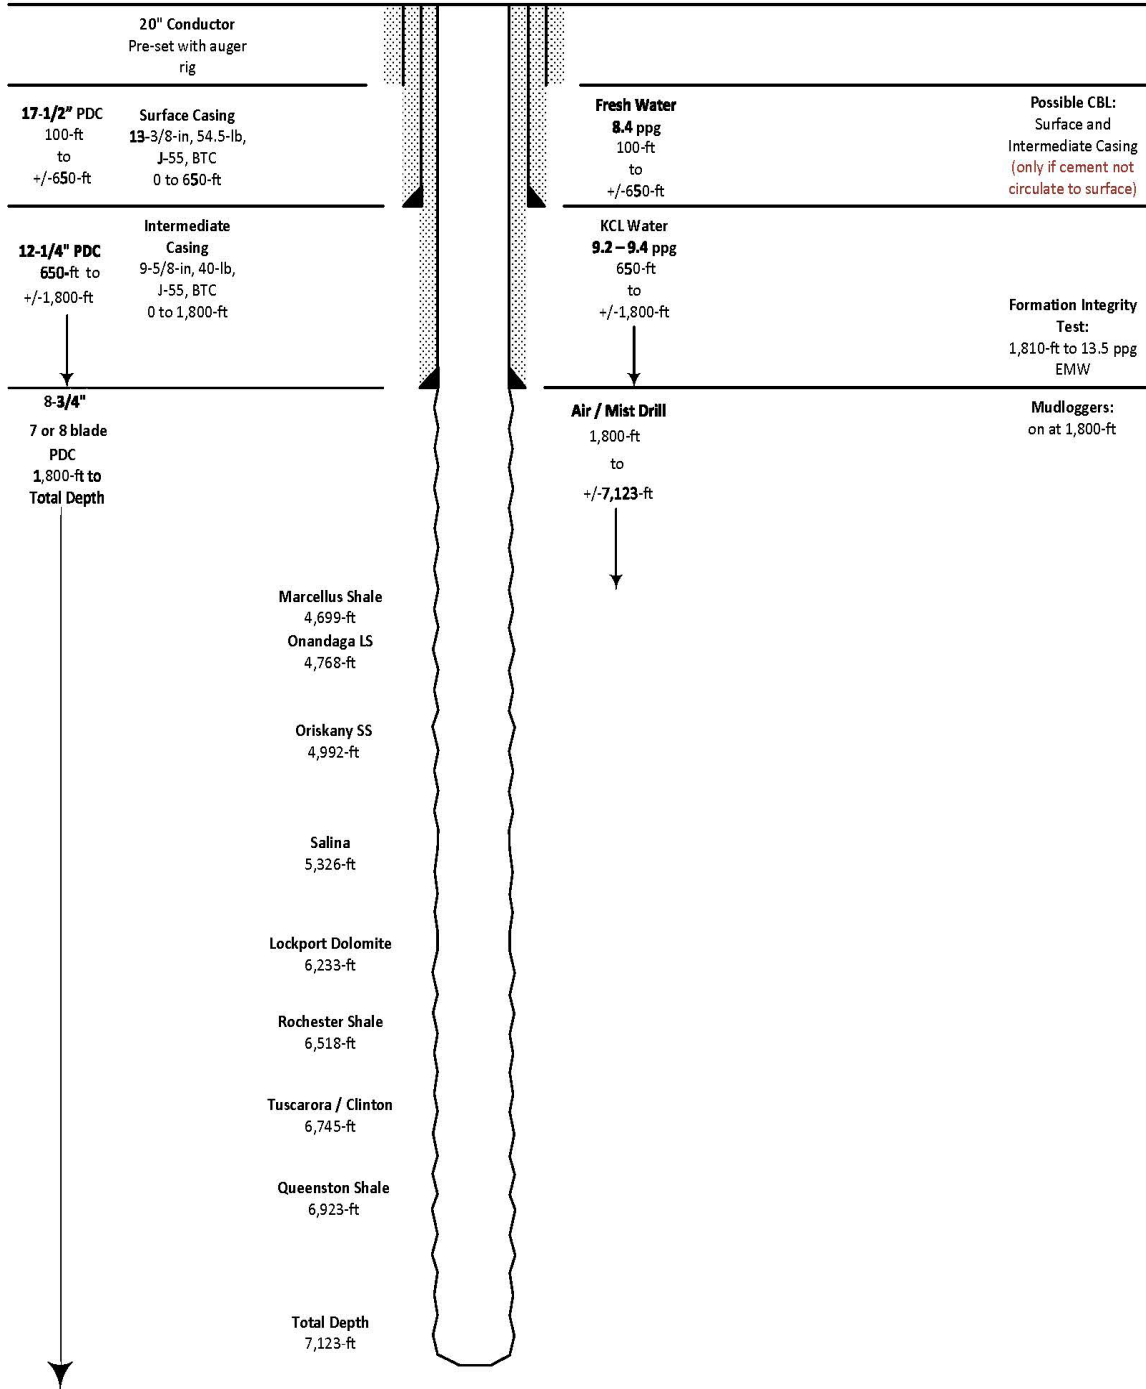 20" Conductor
Pre-set with auger
rig
17-1/2” PDC
100-ft
to
+/-650-ft
Surface Casing
13-3/8-in, 54.5-lb,
J-55, BTC
0 to 650-ft
Fresh Water
8.4 ppg
100-ft
to
+/-650-ft
Possible CBL:
Surface and
Intermediate Casing
(only if cement not
circulate to surface)
12-1/4" PDC
650-ft to
+/-1,800-ft
Intermediate
Casing
9-5/8-in, 40-lb,
J-55, BTC
0 to 1,800-ft
KCL Water
9.2 – 9.4 ppg
650-ft
to
+/-1,800-ft
Formation Integrity
Test:
1,810-ft to 13.5 ppg
EMW
8-3/4"
7 or 8 blade
PDC
1,800-ft to
Total Depth
Air / Mist Drill
1,800-ft
to
+/-7,123-ft
Mudloggers:
on at 1,800-ft
Marcellus Shale
4,699-ft
Onandaga LS
4,768-ft
Oriskany SS
4,992-ft
Salina
5,326-ft
Lockport Dolomite
6,233-ft
Rochester Shale
6,518-ft
Tuscarora / Clinton
6,745-ft
Queenston Shale
6,923-ft
Total Depth
7,123-ft